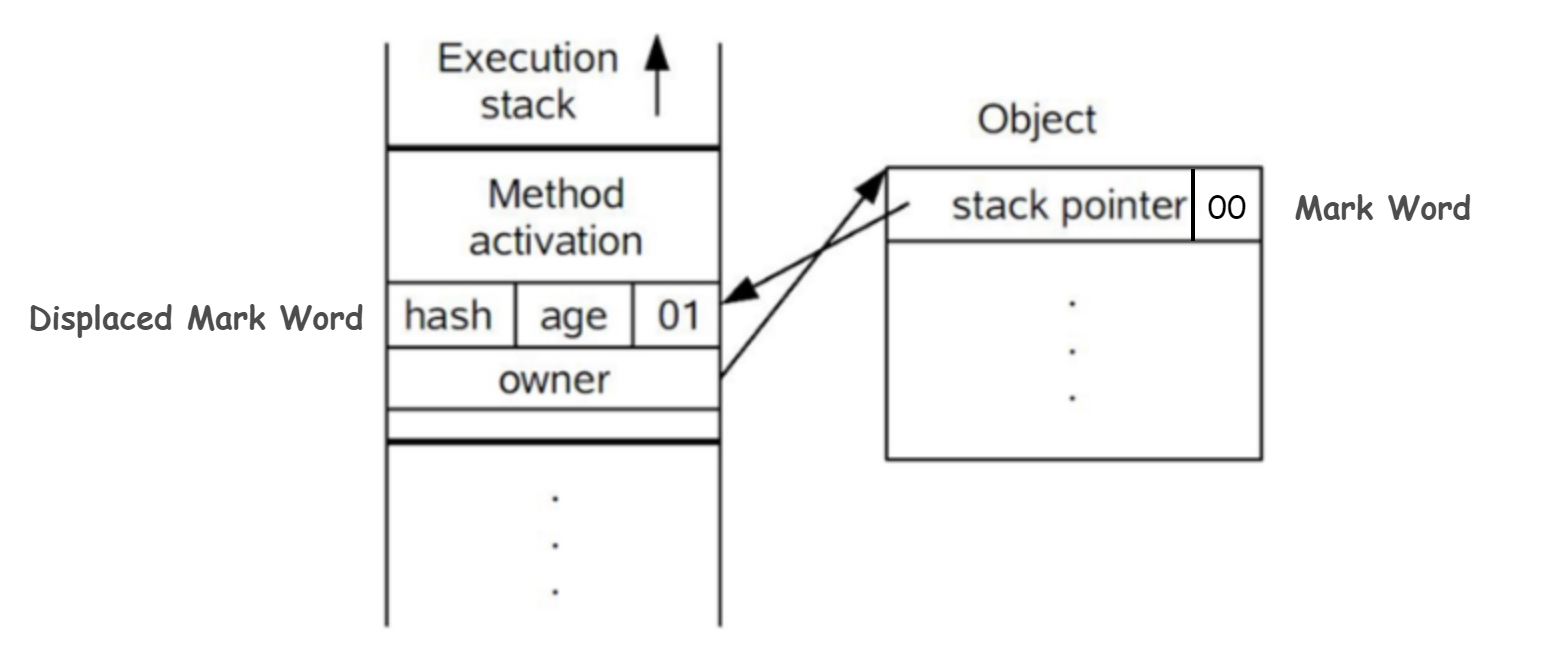 Execution
stack
Object
Method
activation
stack pointer 00
Mark Word
Displaced Mark Word
hash age 01
owner